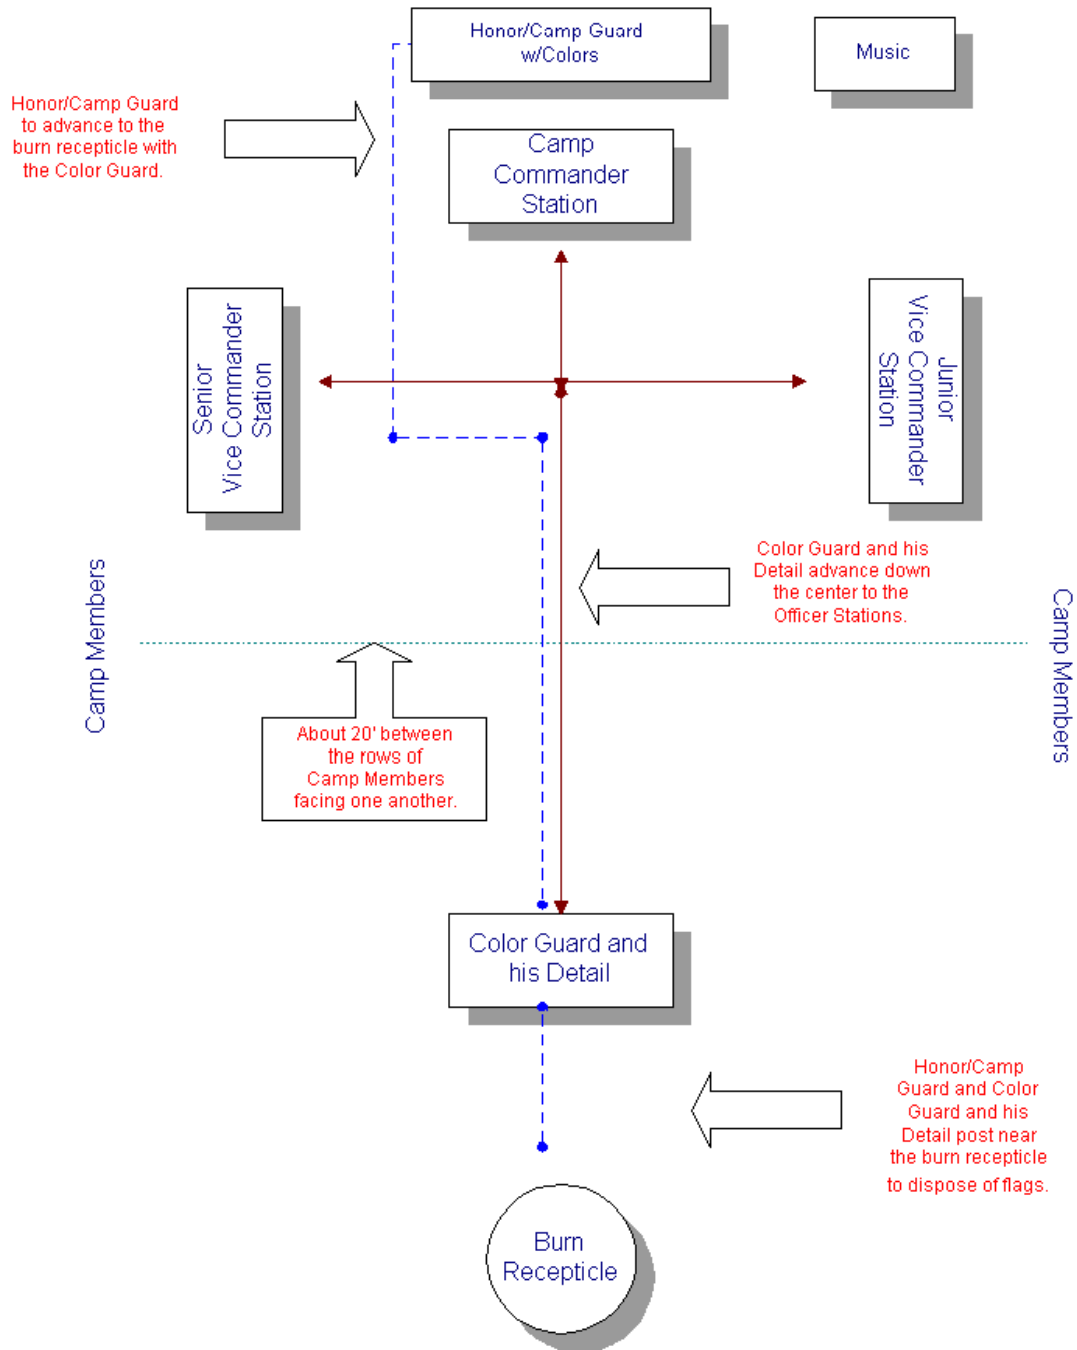 Honor/Camp Guard
w/Colors
Music
Honor/Camp Guard
to advance to the
burn recepticle with
the Color Guard.
Camp
Commander
Station
Senior
Vice Commander
Station
Junior
Vice Commander
Station
Color Guard and his
Detail advance down
the center to the
Officer Stations.
Camp Members
Camp Members
About 20' between
the rows of
Camp Members
facing one another.
Color Guard and
his Detail
Honor/Camp
Guard and Color
Guard and his
Detail post near
the burn recepticle
to dispose of flags.
Burn
Recepticle